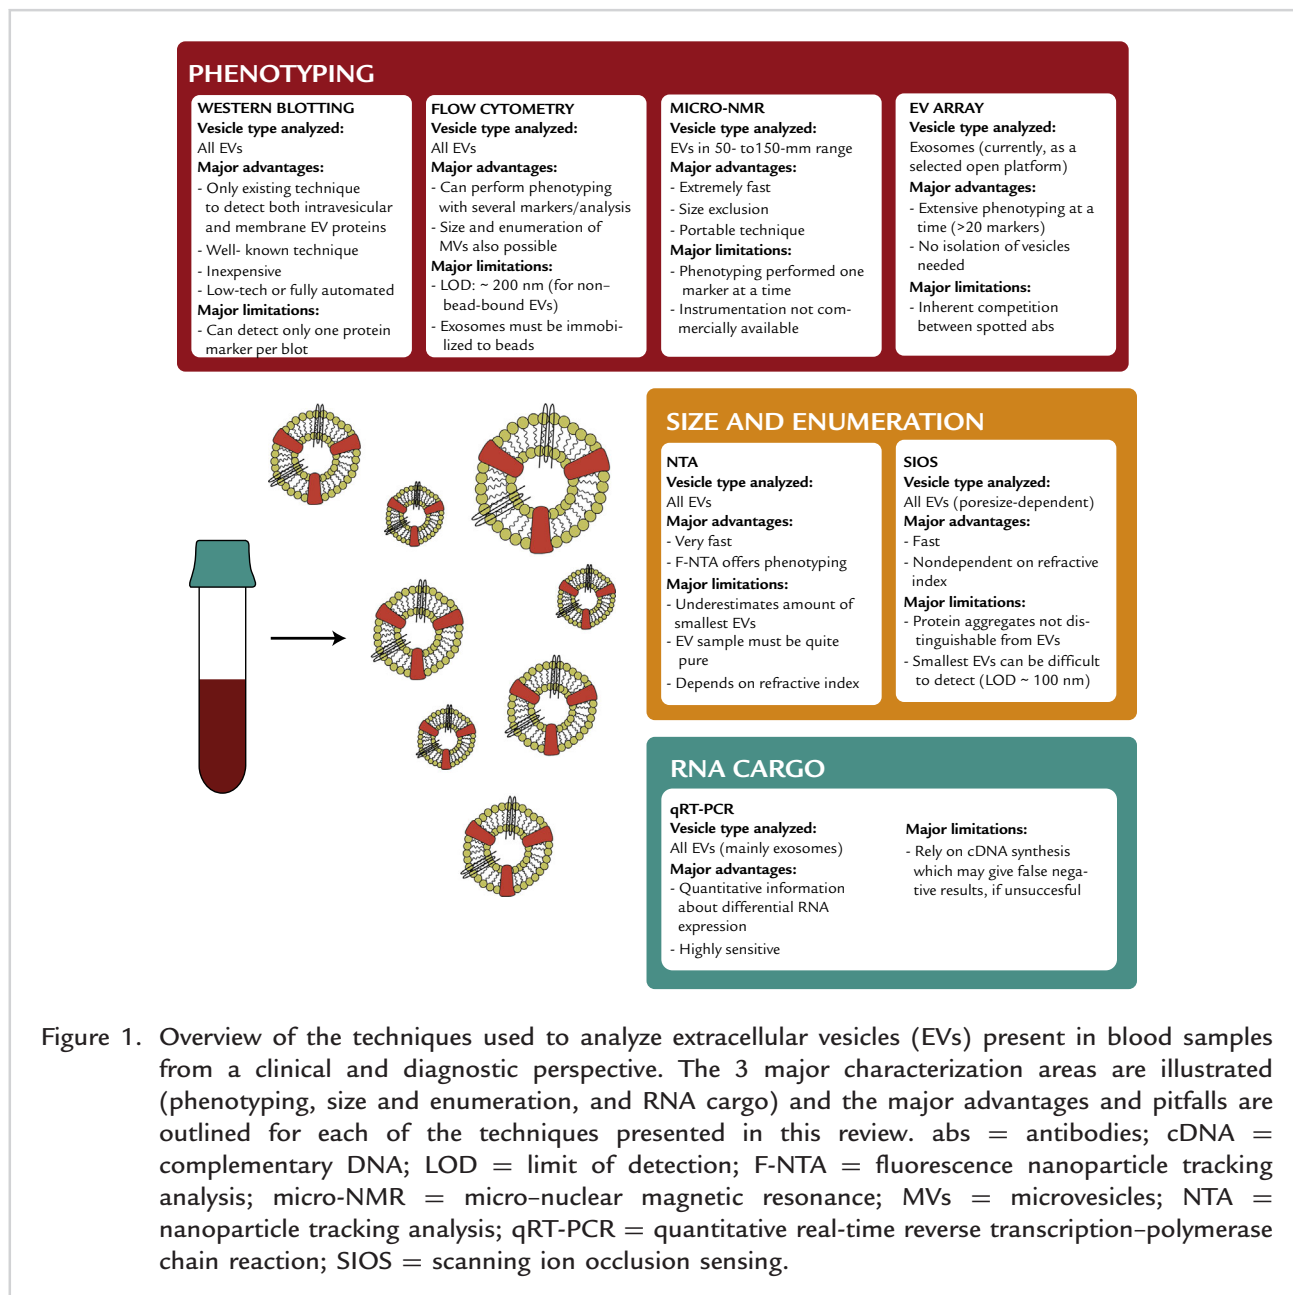 PHENOTYPING
WESTERN BLOTTING
Vesicle type analyzed:
All EVs
Major advantages:
- Only existing technique
to detect both intravesicular
and membrane EV proteins
- Well- known technique
- Inexpensive
- Low-tech or fully automated
Major limitations:
- Can detect only one protein
marker per blot
FLOW CYTOMETRY
Vesicle type analyzed:
All EVs
Major advantages:
- Can perform phenotyping
with several markers/analysis
- Size and enumeration of
MVs also possible
Major limitations:
- LOD: ~ 200 nm (for non–
bead-bound EVs)
- Exosomes must be immobi-
lized to beads
MICRO-NMR
Vesicle type analyzed:
EVs in 50- to150-mm range
Major advantages:
- Extremely fast
- Size exclusion
- Portable technique
Major limitations:
- Phenotyping performed one
marker at a time
- Instrumentation not com-
mercially available
EV ARRAY
Vesicle type analyzed:
Exosomes (currently, as a
selected open platform)
Major advantages:
- Extensive phenotyping at a
time (>20 markers)
- No isolation of vesicles
needed
Major limitations:
- Inherent competition
between spotted abs
SIZE AND ENUMERATION
NTA
Vesicle type analyzed:
All EVs
Major advantages:
- Very fast
- F-NTA offers phenotyping
Major limitations:
- Underestimates amount of
smallest EVs
- EV sample must be quite
pure
- Depends on refractive index
SIOS
Vesicle type analyzed:
All EVs (poresize-dependent)
Major advantages:
- Fast
- Nondependent on refractive
index
Major limitations:
- Protein aggregates not dis-
tinguishable from EVs
- Smallest EVs can be difficult
to detect (LOD ~ 100 nm)
RNA CARGO
qRT-PCR
Vesicle type analyzed:
All EVs (mainly exosomes)
Major advantages:
- Quantitative information
about differential RNA
expression
- Highly sensitive
Major limitations:
- Rely on cDNA synthesis
which may give false nega-
tive results, if unsuccesful
Figure 1. Overview of the techniques used to analyze extracellular vesicles (EVs) present in blood samples
from a clinical and diagnostic perspective. The 3 major characterization areas are illustrated
(phenotyping, size and enumeration, and RNA cargo) and the major advantages and pitfalls are
outlined for each of the techniques presented in this review. abs = antibodies; cDNA =
complementary DNA; LOD = limit of detection; F-NTA = fluorescence nanoparticle tracking
analysis; micro-NMR = micro–nuclear magnetic resonance; MVs = microvesicles; NTA =
nanoparticle tracking analysis; qRT-PCR = quantitative real-time reverse transcription–polymerase
chain reaction; SIOS = scanning ion occlusion sensing.